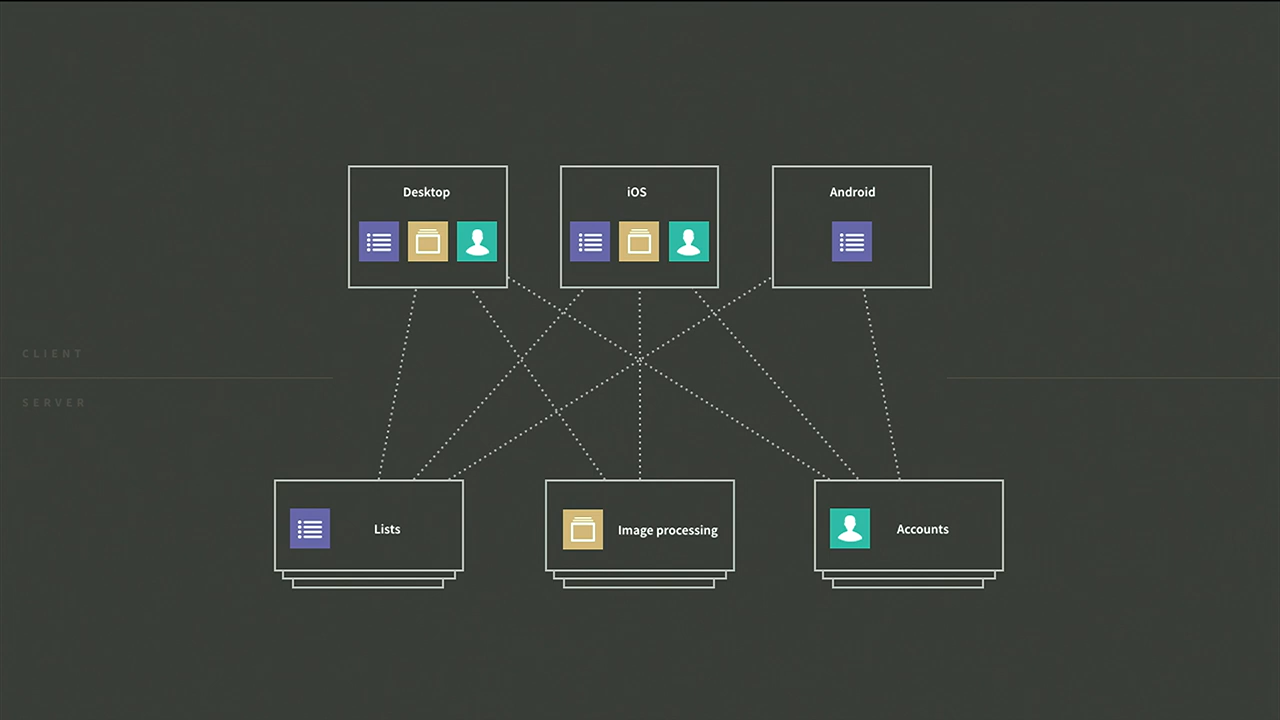 Desktop
iOS
Android
CLIENT
SERVER
Lists
Image processing
Accounts